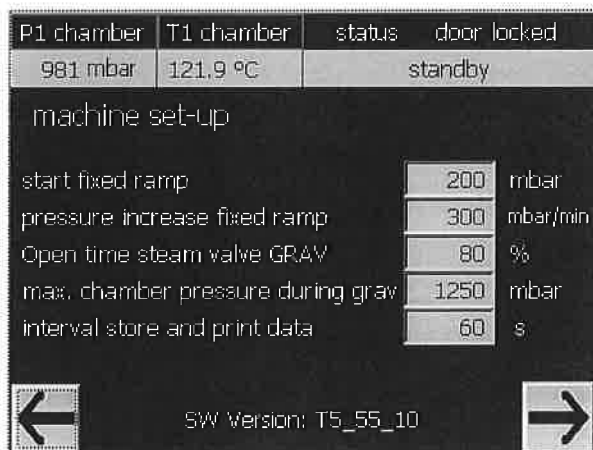 P1 chamber T1 chamber status door locked
981 mbar 121.9 ºC standby
machine set-up
start fixed ramp 200 mbar
pressure increase fixed ramp 300 mbar/min
Open time steam valve GRAV 80 %
max. chamber pressure during grav 1250 mbar
interval store and print data 60 s
SW Version: T5_55_10